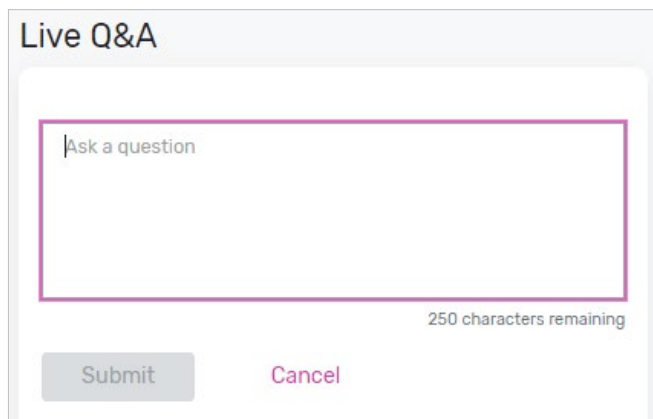 Live Q&A
Ask a question
250 characters remaining
Submit Cancel